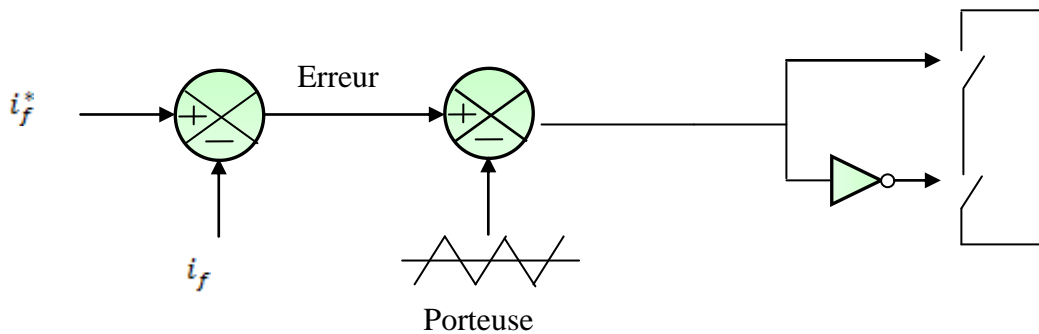 Erreur
i_f^*
+
−
+
−
i_f
Porteuse